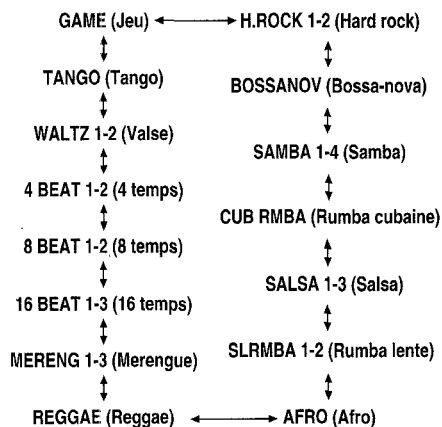 GAME (Jeu) H.ROCK 1-2 (Hard rock)
TANGO (Tango) BOSSANOV (Bossa-nova)
WALTZ 1-2 (Valse) SAMBA 1-4 (Samba)
4 BEAT 1-2 (4 temps) CUB RMBA (Rumba cubaine)
8 BEAT 1-2 (8 temps) SALSA 1-3 (Salsa)
16 BEAT 1-3 (16 temps) SLRMBA 1-2 (Rumba lente)
MERENG 1-3 (Merengue) AFRO (Afro)
REGGAE (Reggae)